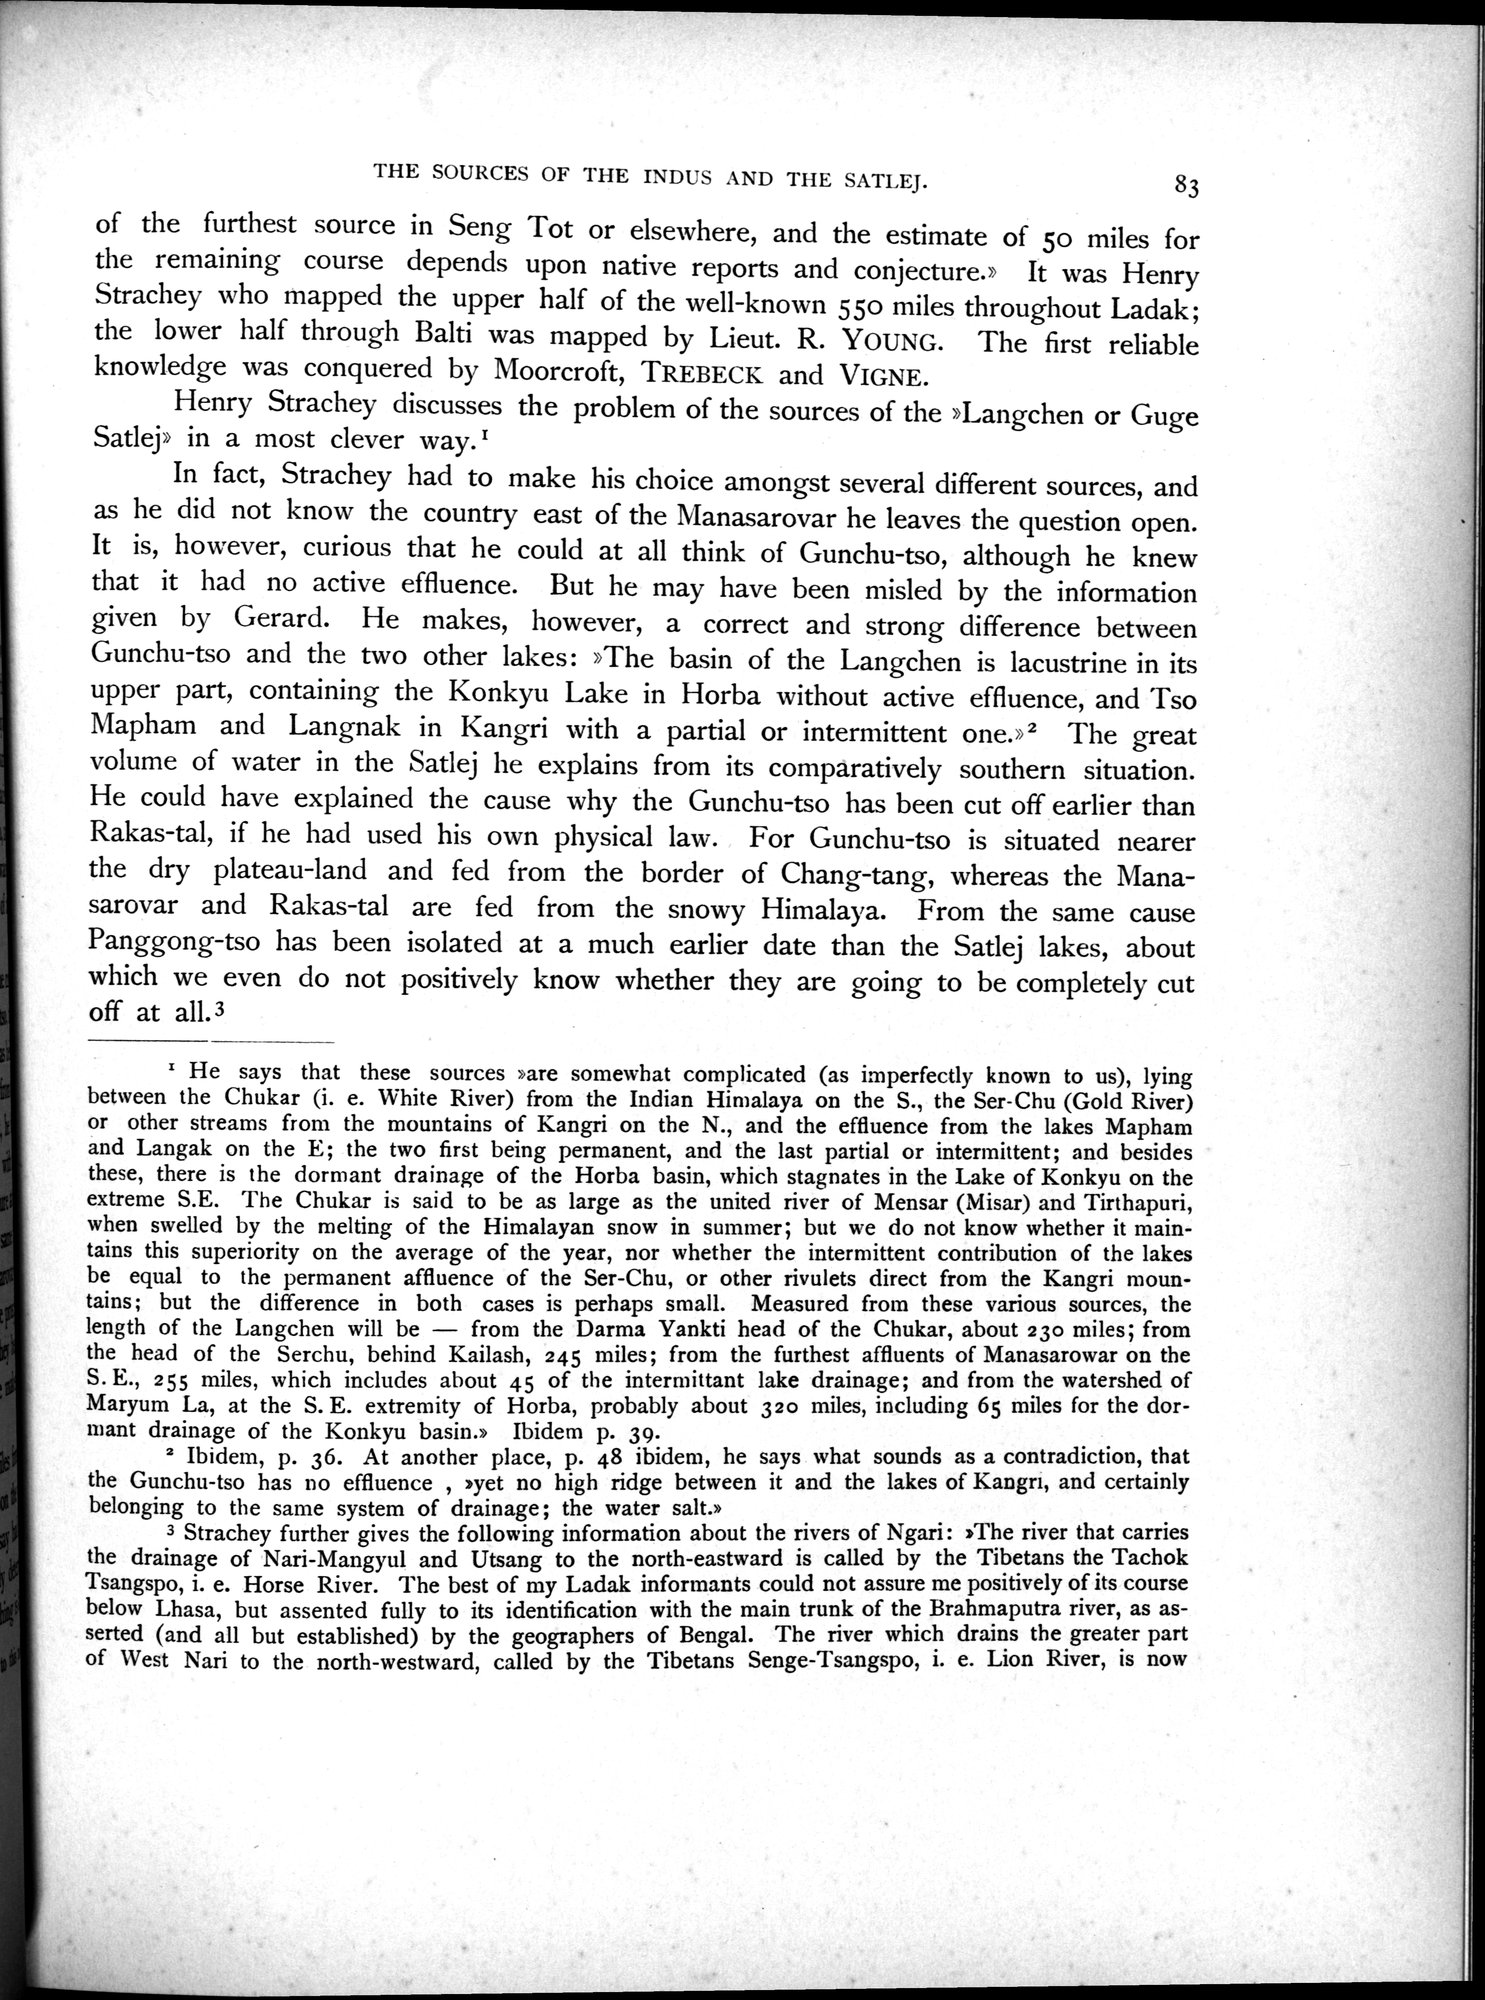 THE SOURCES OF THE INDUS AND THE SATLEJ. 83
of the furthest source in Seng Tot or elsewhere, and the estimate of 50 miles for
the remaining course depends upon native reports and conjecture.» It was Henry
Strachey who mapped the upper half of the well-known 550 miles throughout Ladak;
the lower half through Balti was mapped by Lieut. R. YOUNG. The first reliable
knowledge was conquered by Moorcroft, TREBECK and VIGNE.
Henry Strachey discusses the problem of the sources of the »Langchen or Guge
Satlej» in a most clever way.¹
In fact, Strachey had to make his choice amongst several different sources, and
as he did not know the country east of the Manasarovar he leaves the question open.
It is, however, curious that he could at all think of Gunchu-tso, although he knew
that it had no active effluence. But he may have been misled by the information
given by Gerard. He makes, however, a correct and strong difference between
Gunchu-tso and the two other lakes: »The basin of the Langchen is lacustrine in its
upper part, containing the Konkyu Lake in Horba without active effluence, and Tso
Mapham and Langnak in Kangri with a partial or intermittent one.»² The great
volume of water in the Satlej he explains from its comparatively southern situation.
He could have explained the cause why the Gunchu-tso has been cut off earlier than
Rakas-tal, if he had used his own physical law. For Gunchu-tso is situated nearer
the dry plateau-land and fed from the border of Chang-tang, whereas the Mana-
sarovar and Rakas-tal are fed from the snowy Himalaya. From the same cause
Panggong-tso has been isolated at a much earlier date than the Satlej lakes, about
which we even do not positively know whether they are going to be completely cut
off at all.³
¹ He says that these sources »are somewhat complicated (as imperfectly known to us), lying
between the Chukar (i. e. White River) from the Indian Himalaya on the S., the Ser-Chu (Gold River)
or other streams from the mountains of Kangri on the N., and the effluence from the lakes Mapham
and Langak on the E; the two first being permanent, and the last partial or intermittent; and besides
these, there is the dormant drainage of the Horba basin, which stagnates in the Lake of Konkyu on the
extreme S.E. The Chukar is said to be as large as the united river of Mensar (Misar) and Tirthapuri,
when swelled by the melting of the Himalayan snow in summer; but we do not know whether it main-
tains this superiority on the average of the year, nor whether the intermittent contribution of the lakes
be equal to the permanent affluence of the Ser-Chu, or other rivulets direct from the Kangri moun-
tains; but the difference in both cases is perhaps small. Measured from these various sources, the
length of the Langchen will be — from the Darma Yankti head of the Chukar, about 230 miles; from
the head of the Serchu, behind Kailash, 245 miles; from the furthest affluents of Manasarowar on the
S. E., 255 miles, which includes about 45 of the intermittant lake drainage; and from the watershed of
Maryum La, at the S. E. extremity of Horba, probably about 320 miles, including 65 miles for the dor-
mant drainage of the Konkyu basin.» Ibidem p. 39.
² Ibidem, p. 36. At another place, p. 48 ibidem, he says what sounds as a contradiction, that
the Gunchu-tso has no effluence , »yet no high ridge between it and the lakes of Kangri, and certainly
belonging to the same system of drainage; the water salt.»
³ Strachey further gives the following information about the rivers of Ngari: »The river that carries
the drainage of Nari-Mangyul and Utsang to the north-eastward is called by the Tibetans the Tachok
Tsangspo, i. e. Horse River. The best of my Ladak informants could not assure me positively of its course
below Lhasa, but assented fully to its identification with the main trunk of the Brahmaputra river, as as-
serted (and all but established) by the geographers of Bengal. The river which drains the greater part
of West Nari to the north-westward, called by the Tibetans Senge-Tsangspo, i. e. Lion River, is now